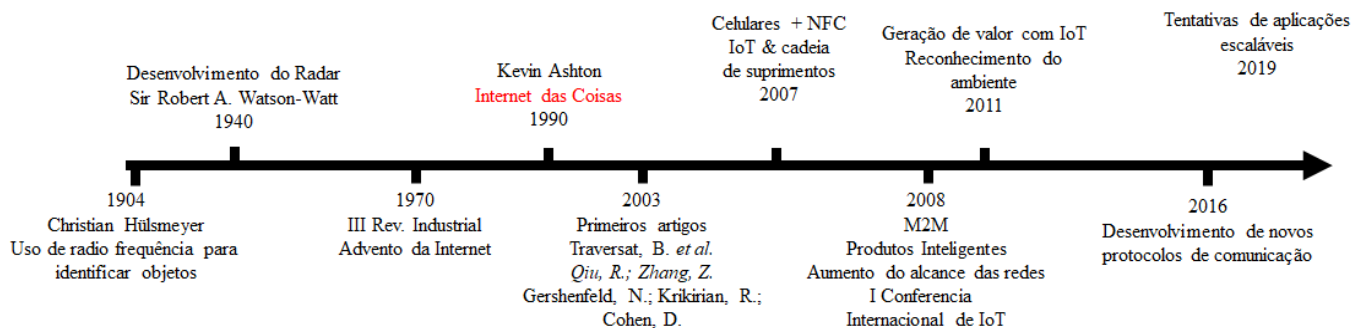 Desenvolvimento do Radar
Sir Robert A. Watson-Watt
1940
Kevin Ashton
Internet das Coisas
1990
Celulares + NFC
IoT & cadeia
de suprimentos
2007
Geração de valor com IoT
Reconhecimento do
ambiente
2011
Tentativas de aplicações
escaláveis
2019
1904
Christian Hülsmeyer
Uso de radio frequência para
identificar objetos
1970
III Rev. Industrial
Advento da Internet
2003
Primeiros artigos
Traversat, B. et al.
Qiu, R.; Zhang, Z.
Gershenfeld, N.; Krikirian, R.;
Cohen, D.
2008
M2M
Produtos Inteligentes
Aumento do alcance das redes
I Conferencia
Internacional de IoT
2016
Desenvolvimento de novos
protocolos de comunicação